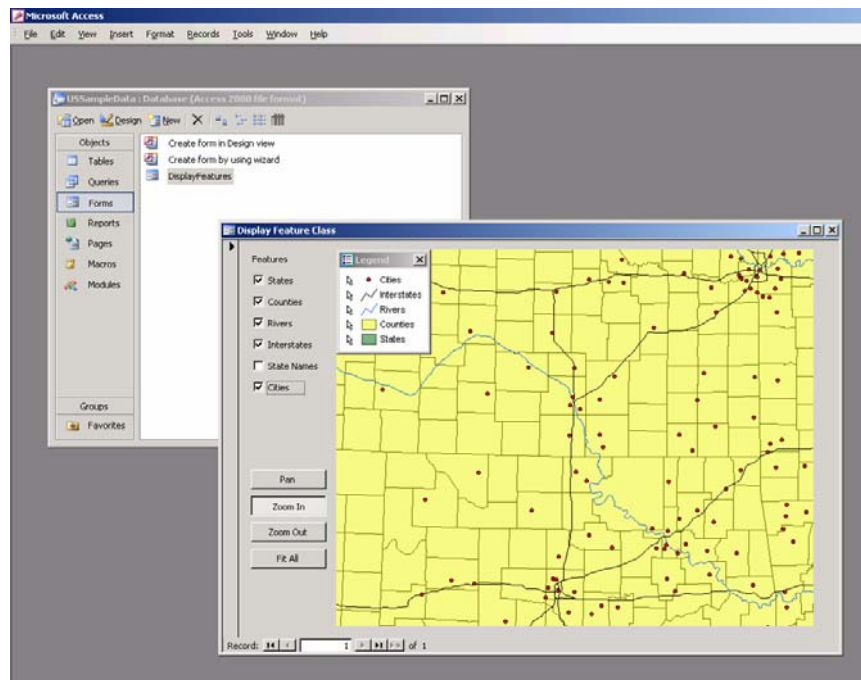 Microsoft Access
File Edit View Insert Format Records Tools Window Help
USSampleData : Database (Access 2000 file format)
Open Design New
Objects
Tables
Queries
Forms
Reports
Pages
Macros
Modules
Groups
Favorites
Create form in Design view
Create form by using wizard
DisplayFeatures
Display Feature Class
Features
States
Counties
Rivers
Interstates
State Names
Cities
Pan
Zoom In
Zoom Out
Fit All
Legend
Cities
Interstates
Rivers
Counties
States
Record: 1 of 1